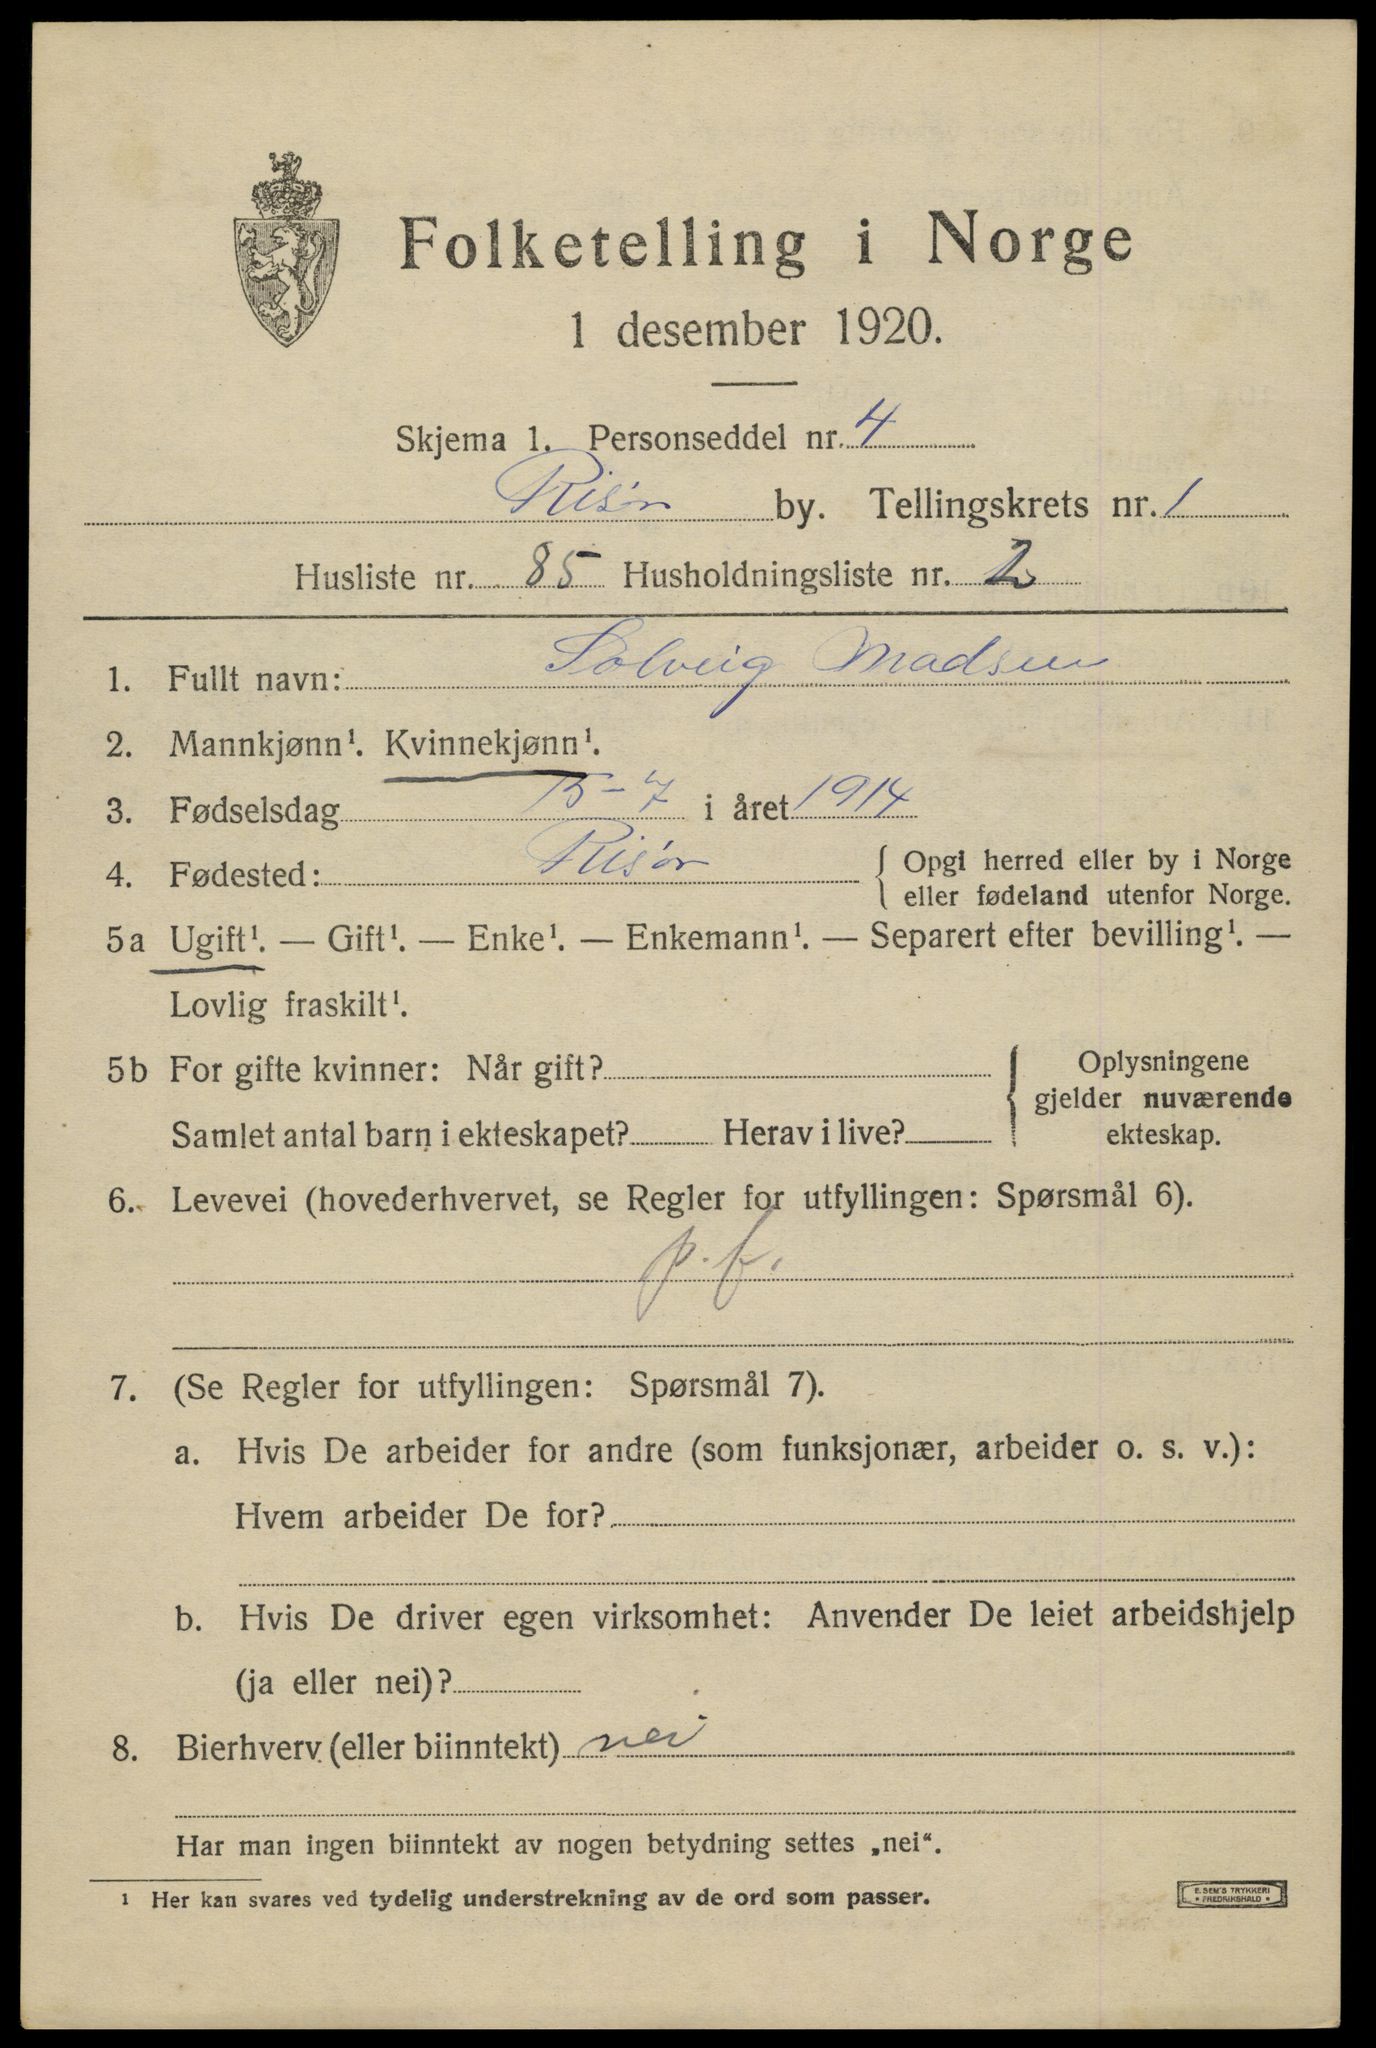 Folketelling i Norge
1 desember 1920.
Skjema 1. Personseddel nr. 4
Risør by. Tellingskrets nr. 1
Husliste nr. 85 Husholdningsliste nr. 2
1. Fullt navn: Solveig Madsen
2. Mannkjønn¹. Kvinnekjønn¹.
3. Fødselsdag 15-7 i året 1914
4. Fødested: Risør { Opgi herred eller by i Norge
eller fødeland utenfor Norge.
5a Ugift¹. — Gift¹. — Enke¹. — Enkemann¹. — Separert efter bevilling¹. —
Lovlig fraskilt¹.
5b For gifte kvinner: Når gift? { Oplysningene
gjelder nuværende
Samlet antal barn i ekteskapet? Herav i live? ekteskap.
6. Levevei (hovederhvervet, se Regler for utfyllingen: Spørsmål 6).
p. f.
7. (Se Regler for utfyllingen: Spørsmål 7).
a. Hvis De arbeider for andre (som funksjonær, arbeider o. s. v.):
Hvem arbeider De for?
b. Hvis De driver egen virksomhet: Anvender De leiet arbeidshjelp
(ja eller nei)?
8. Bierhverv (eller biinntekt) nei
Har man ingen biinntekt av nogen betydning settes „nei“.
¹ Her kan svares ved tydelig understrekning av de ord som passer.
E. SEM'S TRYKKERI
FREDRIKSHALD